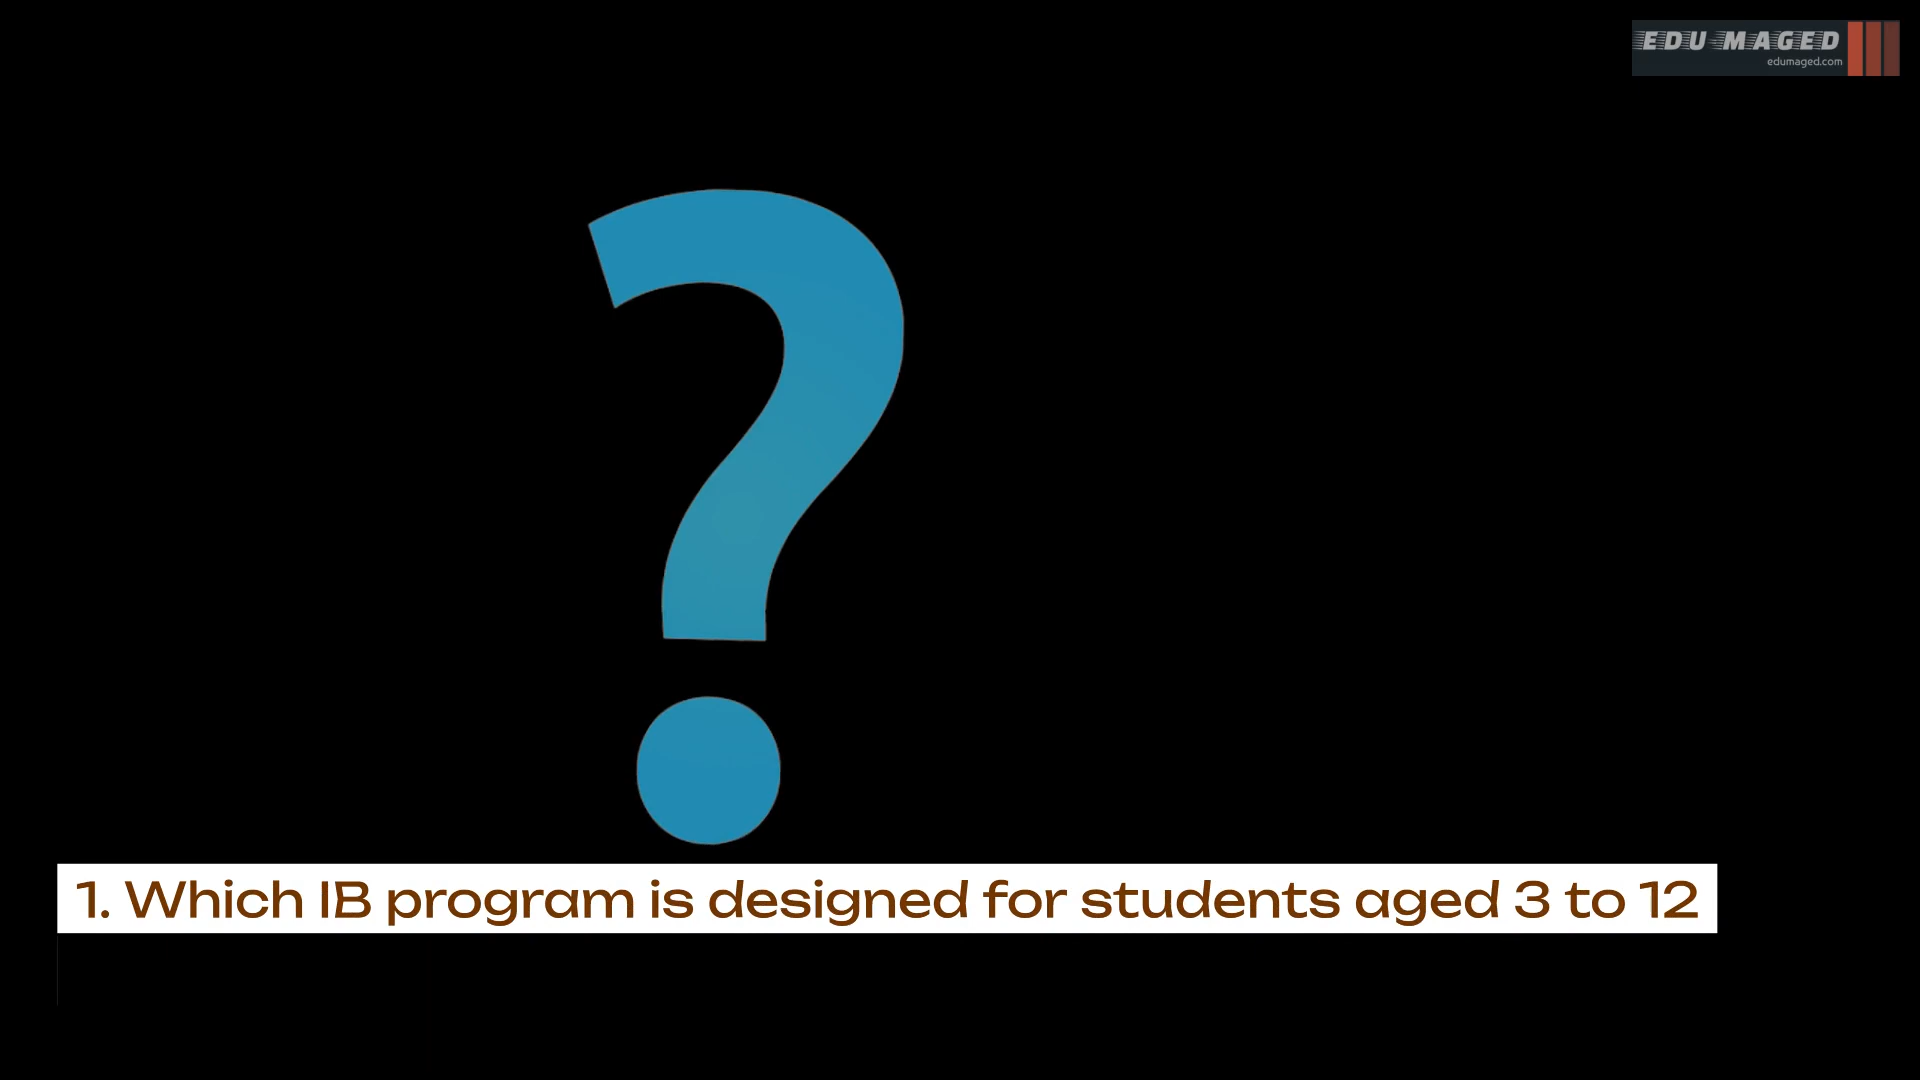 EDU MAGED
edumaged.com
?
1. Which IB program is designed for students aged 3 to 12